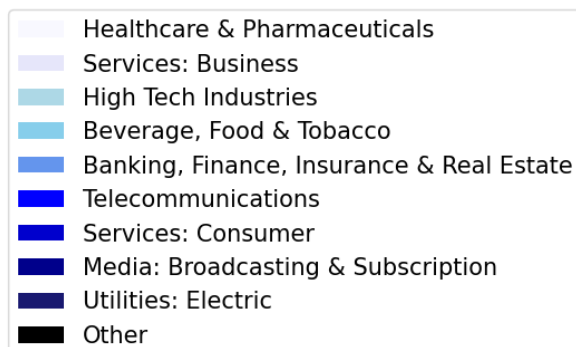 Healthcare & Pharmaceuticals
Services: Business
High Tech Industries
Beverage, Food & Tobacco
Banking, Finance, Insurance & Real Estate
Telecommunications
Services: Consumer
Media: Broadcasting & Subscription
Utilities: Electric
Other